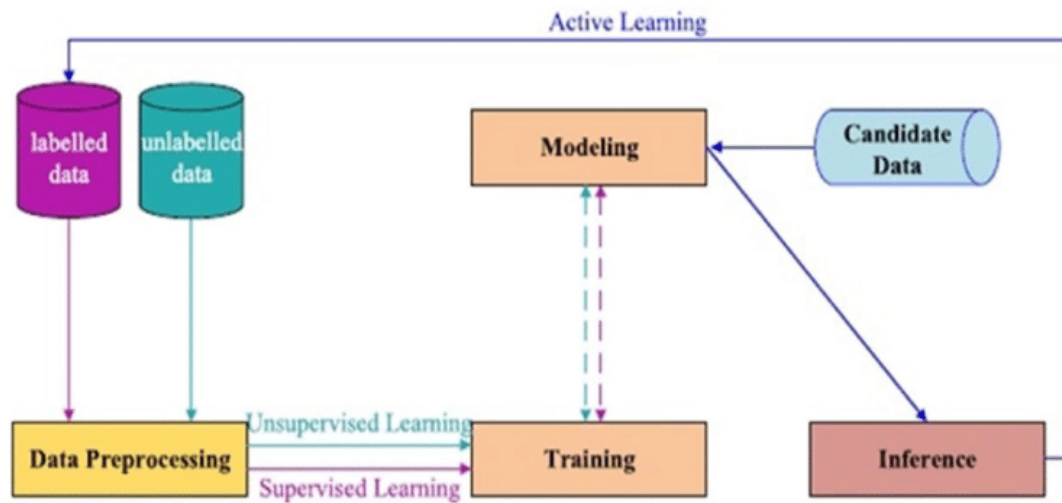 Active Learning
labelled
data
unlabelled
data
Modeling
Candidate
Data
Unsupervised Learning
Data Preprocessing
Training
Inference
Supervised Learning